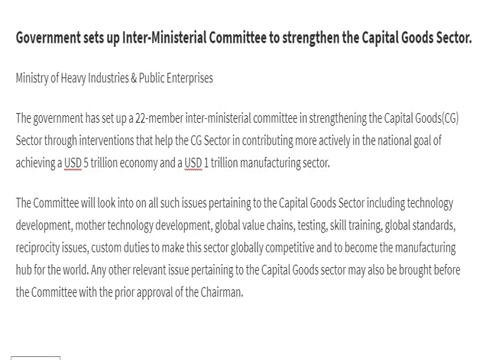 Government sets up Inter-Ministerial Committee to strengthen the Capital Goods Sector.
Ministry of Heavy Industries & Public Enterprises
The government has set up a 22-member inter-ministerial committee in strengthening the Capital Goods(CG)
Sector through interventions that help the CG Sector in contributing more actively in the national goal of
achieving a USD 5 trillion economy and a USD 1 trillion manufacturing sector.
The Committee will look into on all such issues pertaining to the Capital Goods Sector including technology
development, mother technology development, global value chains, testing, skill training, global standards,
reciprocity issues, custom duties to make this sector globally competitive and to become the manufacturing
hub for the world. Any other relevant issue pertaining to the Capital Goods sector may also be brought before
the Committee with the prior approval of the Chairman.